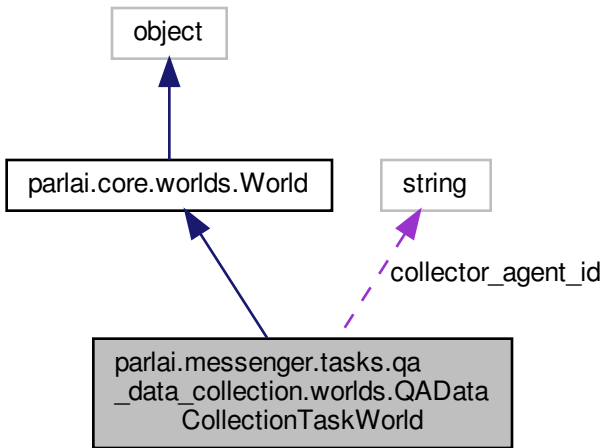 object
parlai.core.worlds.World
string
collector_agent_id
parlai.messenger.tasks.qa
_data_collection.worlds.QAData
CollectionTaskWorld